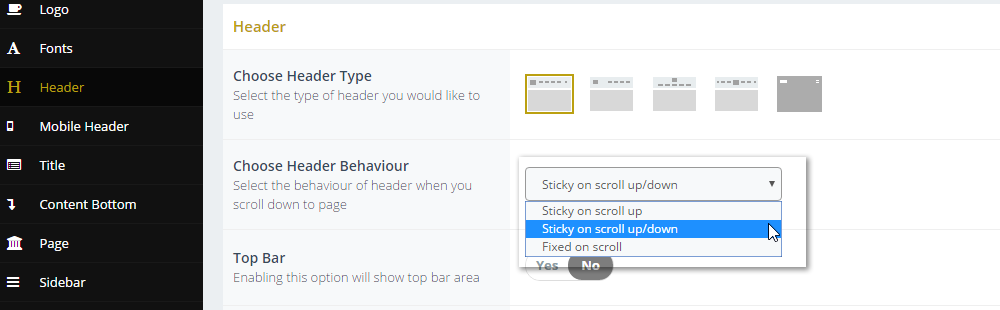 Logo
Fonts
Header
Mobile Header
Title
Content Bottom
Page
Sidebar
Header
Choose Header Type
Select the type of header you would like to
use
Choose Header Behaviour
Select the behaviour of header when you
scroll down to page
Sticky on scroll up/down
Sticky on scroll up
Sticky on scroll up/down
Fixed on scroll
Top Bar
Enabling this option will show top bar area
Yes No